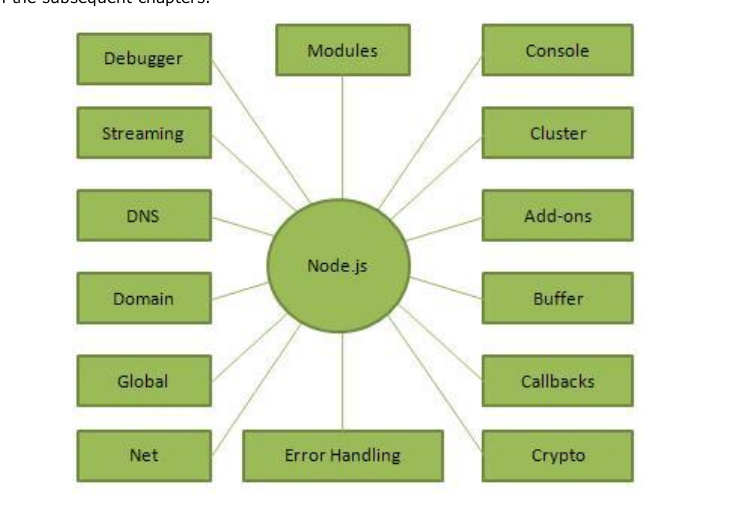 the subsequent chapters.
Debugger
Modules
Console
Streaming
Cluster
DNS
Add-ons
Node.js
Domain
Buffer
Global
Callbacks
Net
Error Handling
Crypto